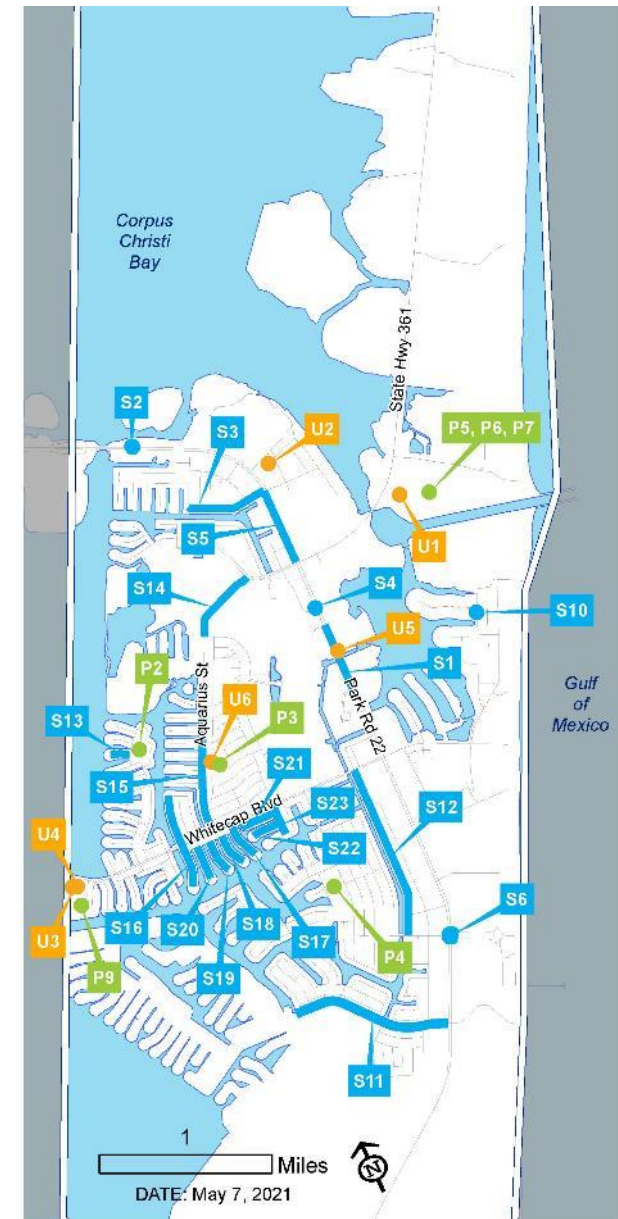 Corpus
Christi
Bay
State Hwy 361
S2
S3
U2
P5, P6, P7
S5
U1
S14
S4
S10
U5
S1
P2
Aquarius St
U6
P3
Park Rd 22
Gulf
of
Mexico
S13
S21
S15
Whitecap Blvd
S23
S12
S22
U4
U3
S16
S20
S18
S17
S6
P9
S19
P4
S11
1
Miles
N
DATE: May 7, 2021